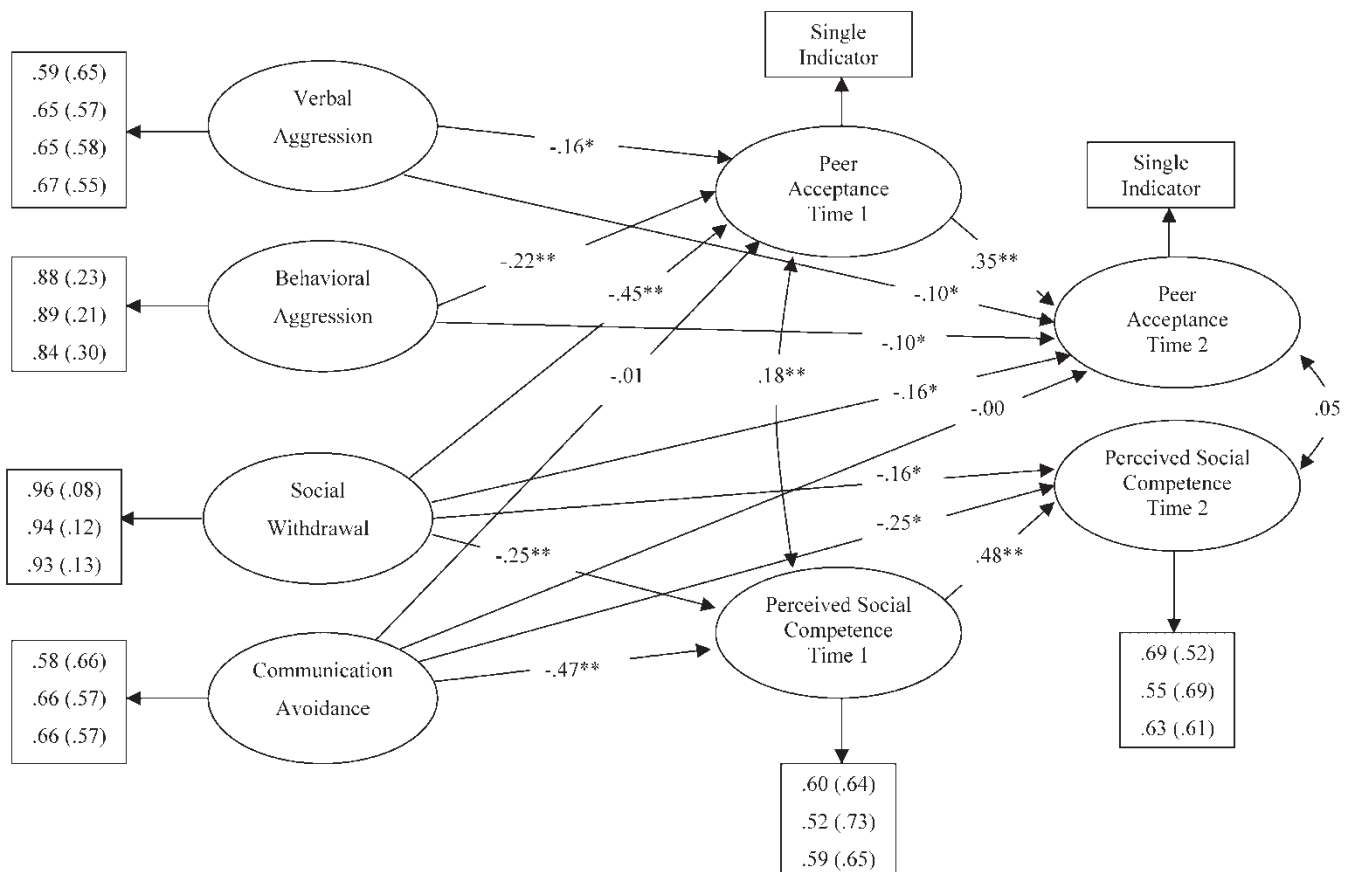 Single
Indicator
.59 (.65)
.65 (.57)
.65 (.58)
.67 (.55)
Verbal
Aggression
-.16*
Peer
Acceptance
Time 1
Single
Indicator
.88 (.23)
.89 (.21)
.84 (.30)
Behavioral
Aggression
-.22**
-.45**
.35**
-.10*
-.10*
Peer
Acceptance
Time 2
-.01
.18**
-.16*
-.00
.05
.96 (.08)
.94 (.12)
.93 (.13)
Social
Withdrawal
-.16*
-.25*
Perceived Social
Competence
Time 2
-.25**
.48**
.58 (.66)
.66 (.57)
.66 (.57)
Communication
Avoidance
-.47**
Perceived Social
Competence
Time 1
.69 (.52)
.55 (.69)
.63 (.61)
.60 (.64)
.52 (.73)
.59 (.65)